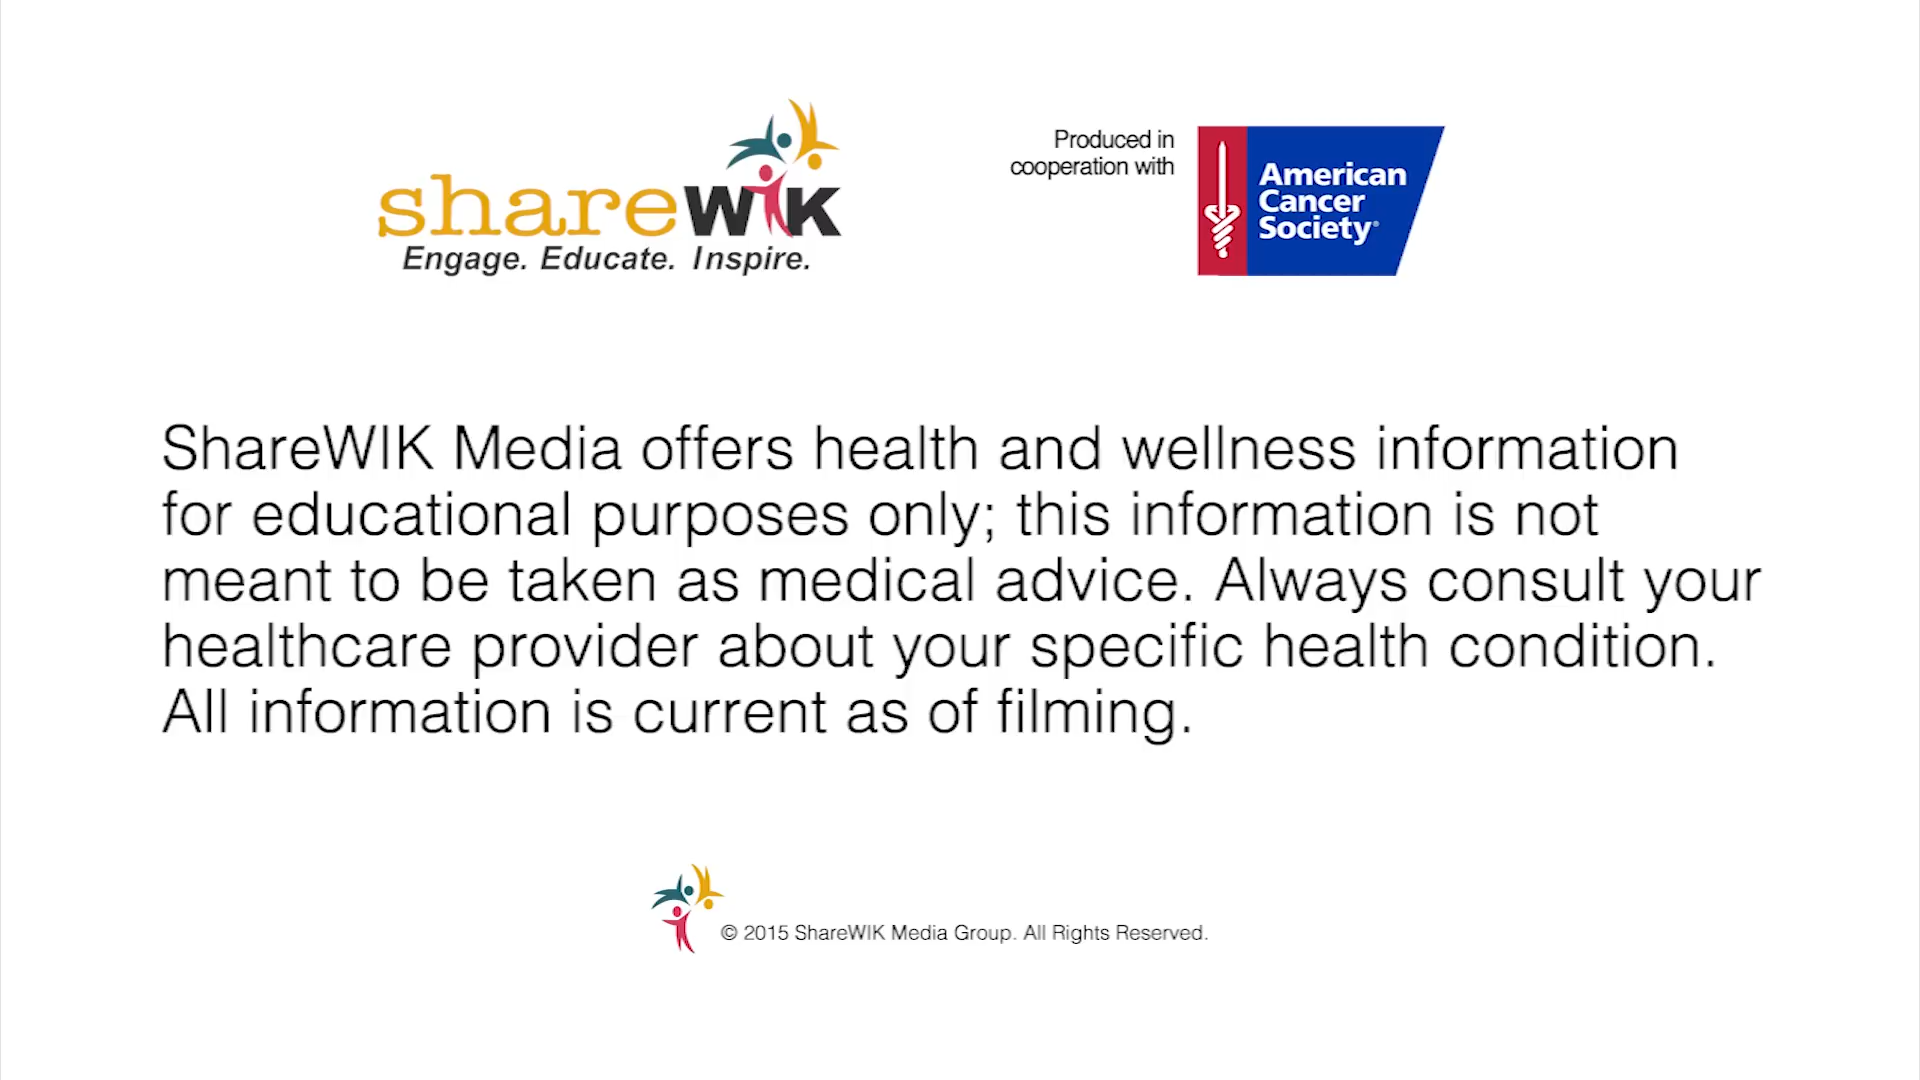 shareWIK
Engage. Educate. Inspire.
Produced in
cooperation with
American
Cancer
Society®
ShareWIK Media offers health and wellness information
for educational purposes only; this information is not
meant to be taken as medical advice. Always consult your
healthcare provider about your specific health condition.
All information is current as of filming.
© 2015 ShareWIK Media Group. All Rights Reserved.